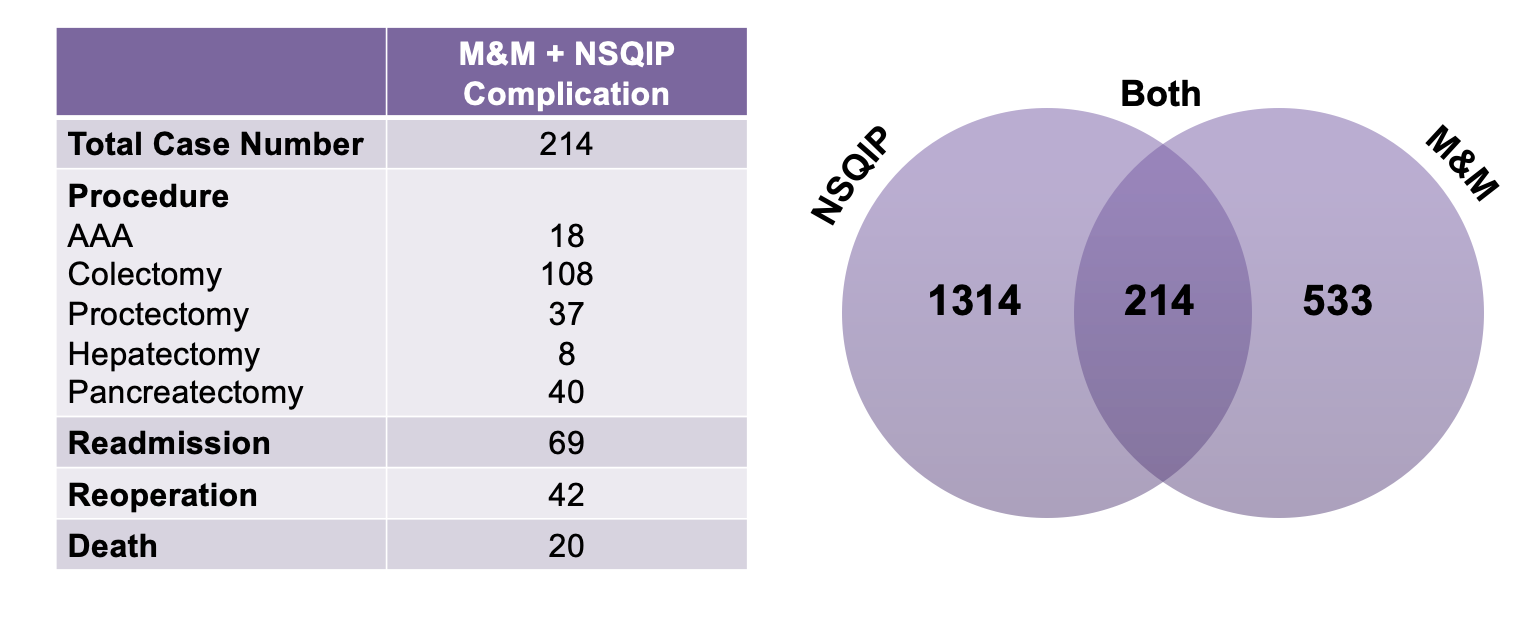 M&M + NSQIP
Complication
Total Case Number 214
Procedure
AAA 18
Colectomy 108
Proctectomy 37
Hepatectomy 8
Pancreatectomy 40
Readmission 69
Reoperation 42
Death 20
Both
NSQIP
M&M
1314 214 533